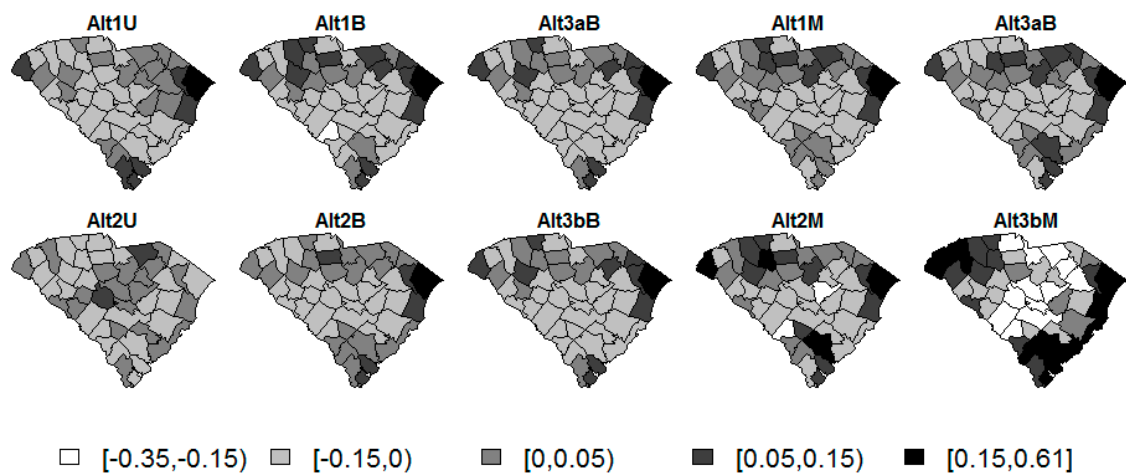 Alt1U Alt1B Alt3aB Alt1M Alt3aB
Alt2U Alt2B Alt3bB Alt2M Alt3bM
[-0.35,-0.15) [-0.15,0) [0,0.05) [0.05,0.15) [0.15,0.61]